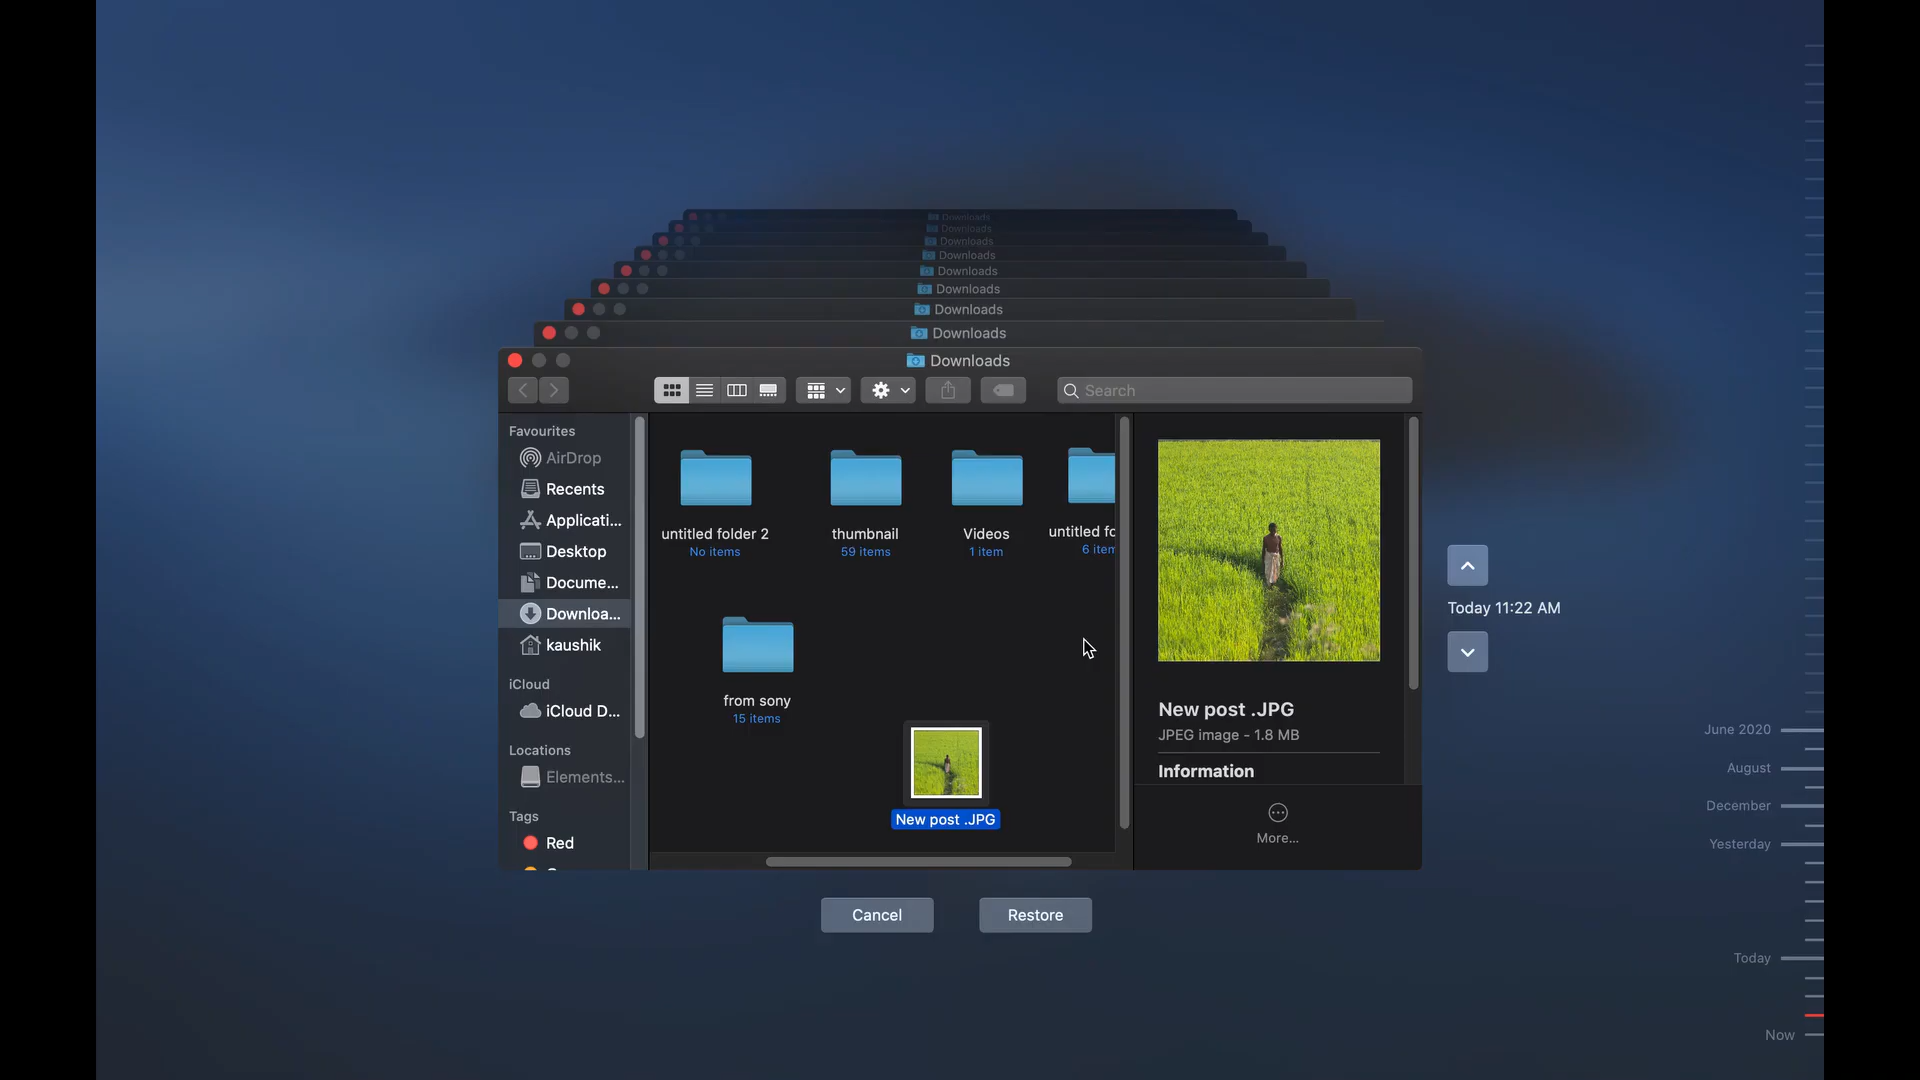 Downloads
Downloads
Downloads
Downloads
Downloads
Downloads
Downloads
Downloads
Downloads
Search
Favourites
AirDrop
Recents
Applicati...
Desktop
Docume...
Downloa...
kaushik
iCloud
iCloud D...
Locations
Elements...
Tags
Red
untitled folder 2
No items
thumbnail
59 items
Videos
1 item
untitled fo
6 item
from sony
15 items
New post .JPG
New post .JPG
JPEG image - 1.8 MB
Information
More...
Today 11:22 AM
Cancel
Restore
June 2020
August
December
Yesterday
Today
Now